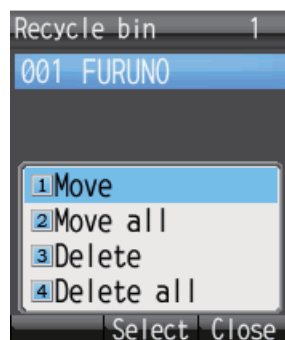 Recycle bin 1
001 FURUNO
1 Move
2 Move all
3 Delete
4 Delete all
Select Close